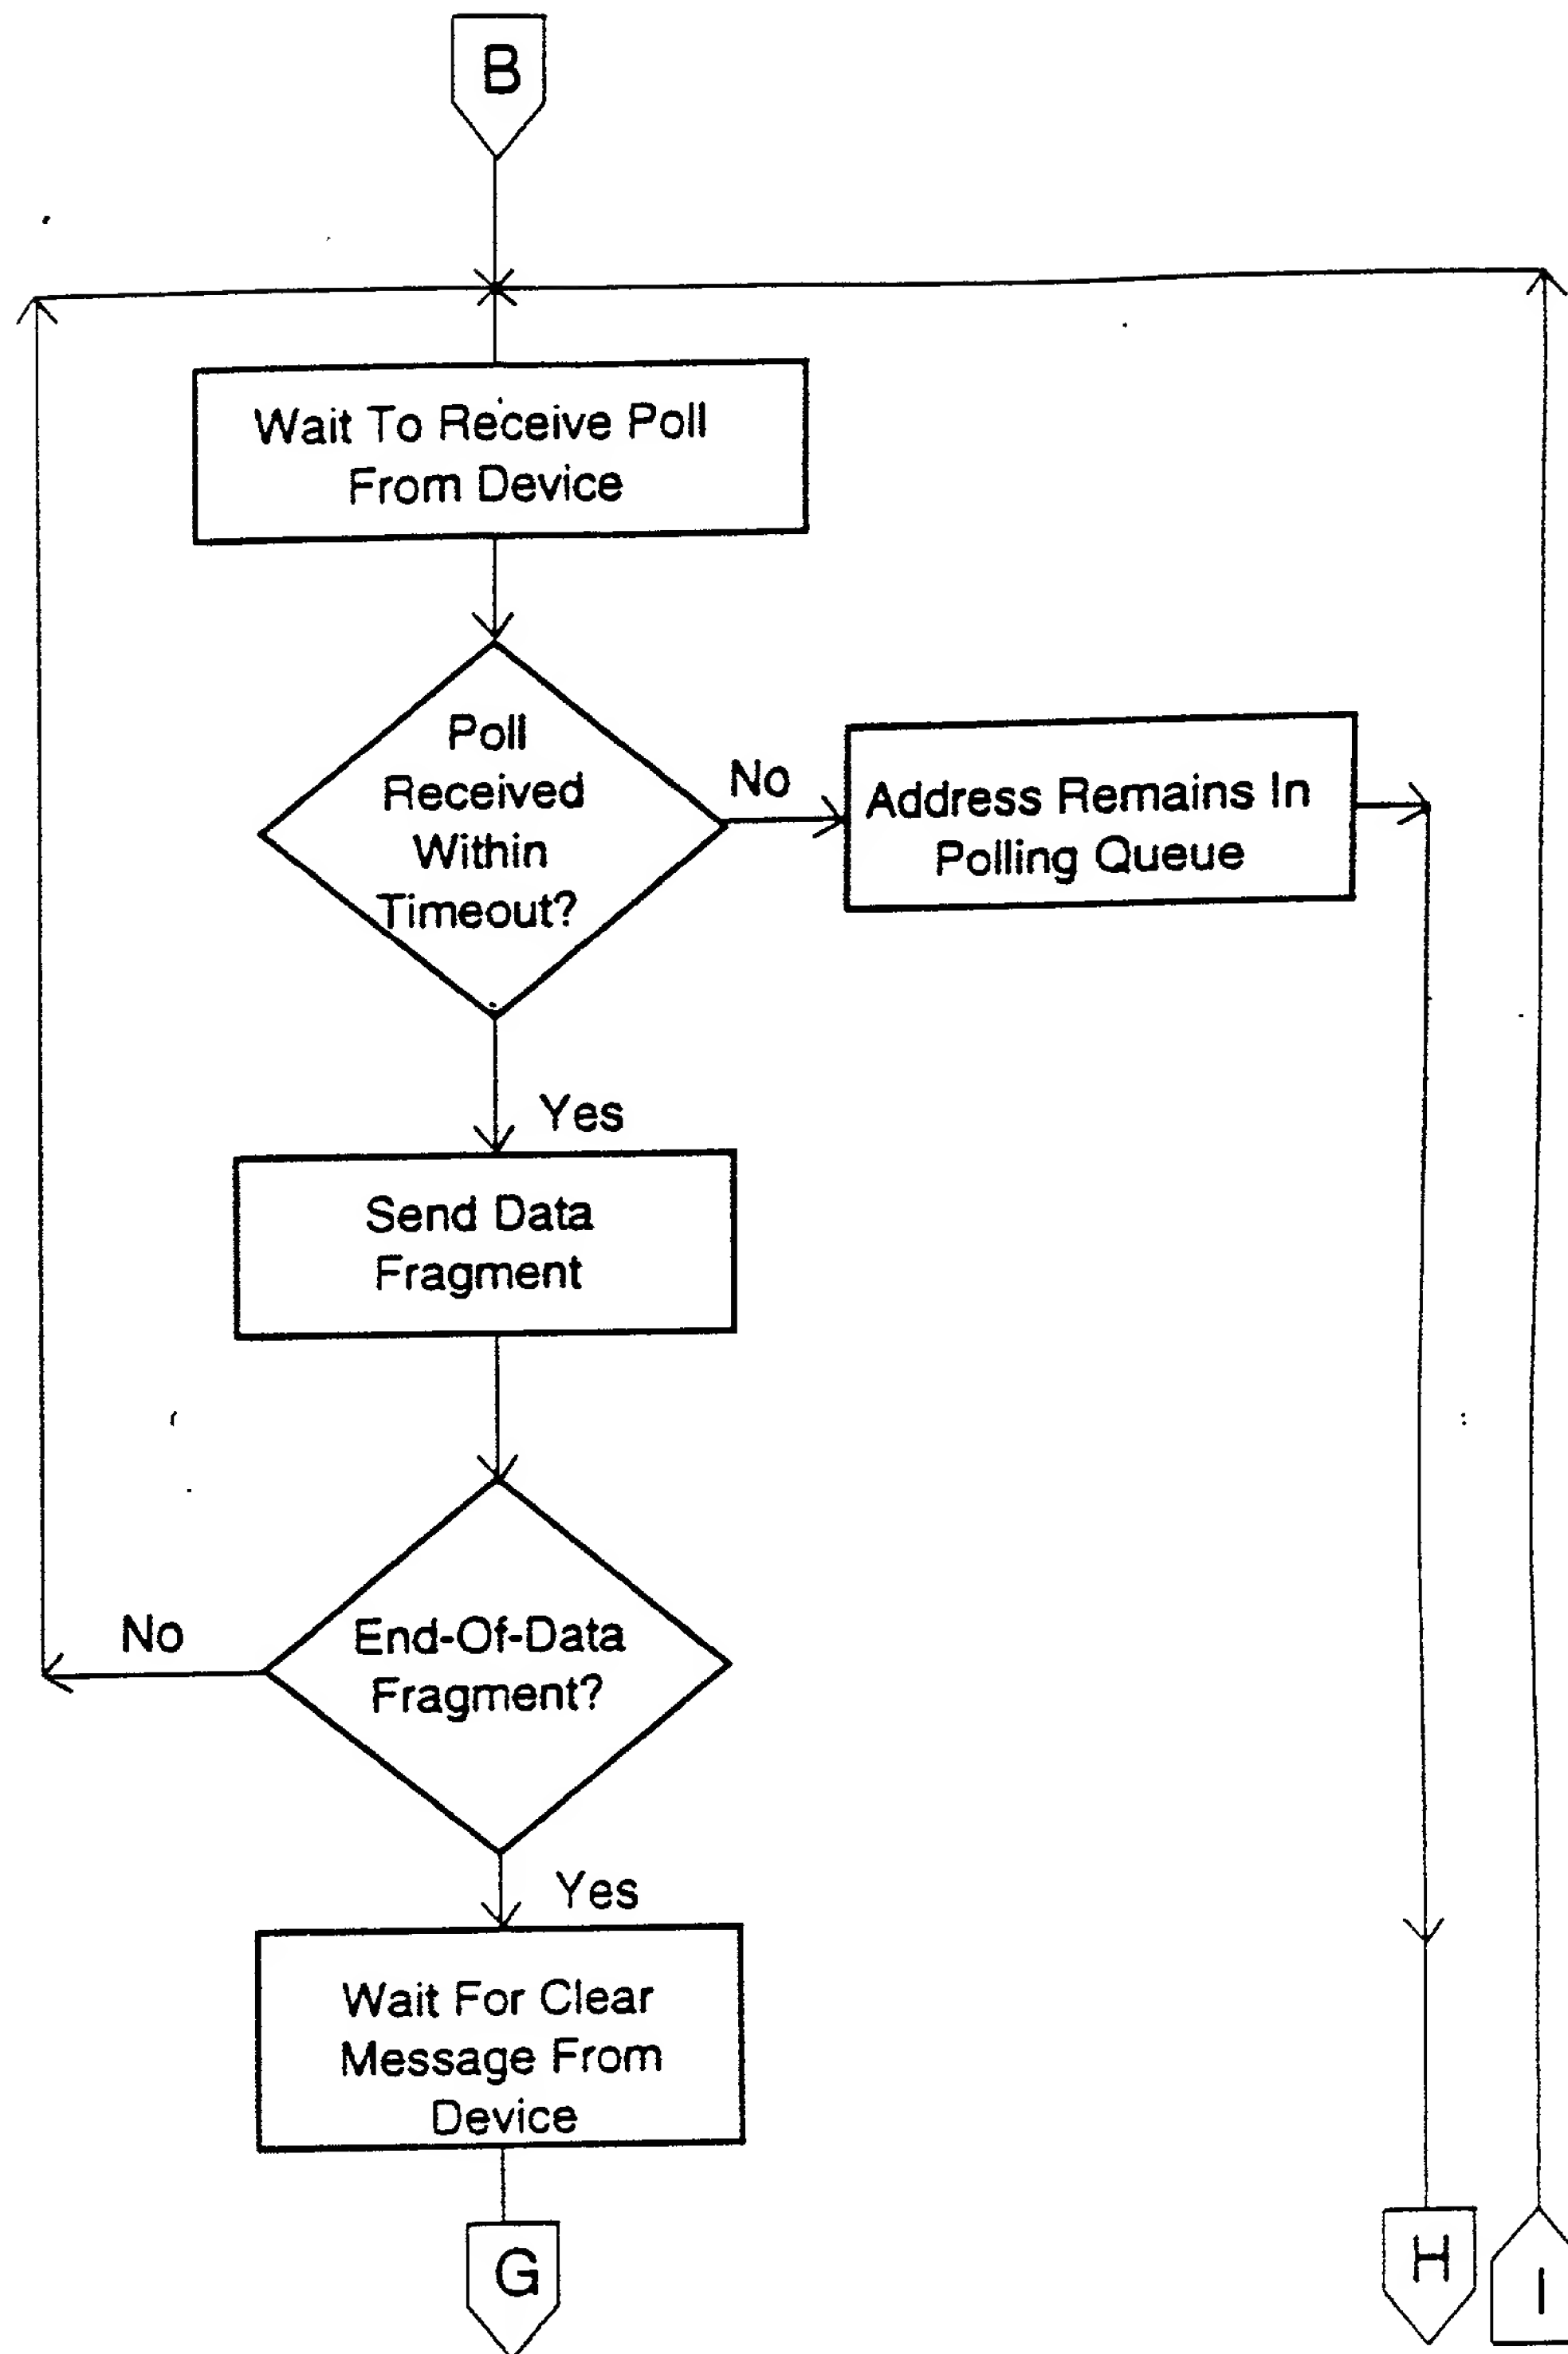 B
Wait To Receive Poll
From Device
Poll
Received
Within
Timeout?
No
Address Remains In
Polling Queue
Yes
Send Data
Fragment
No
End-Of-Data
Fragment?
Yes
Wait For Clear
Message From
Device
G
H
I